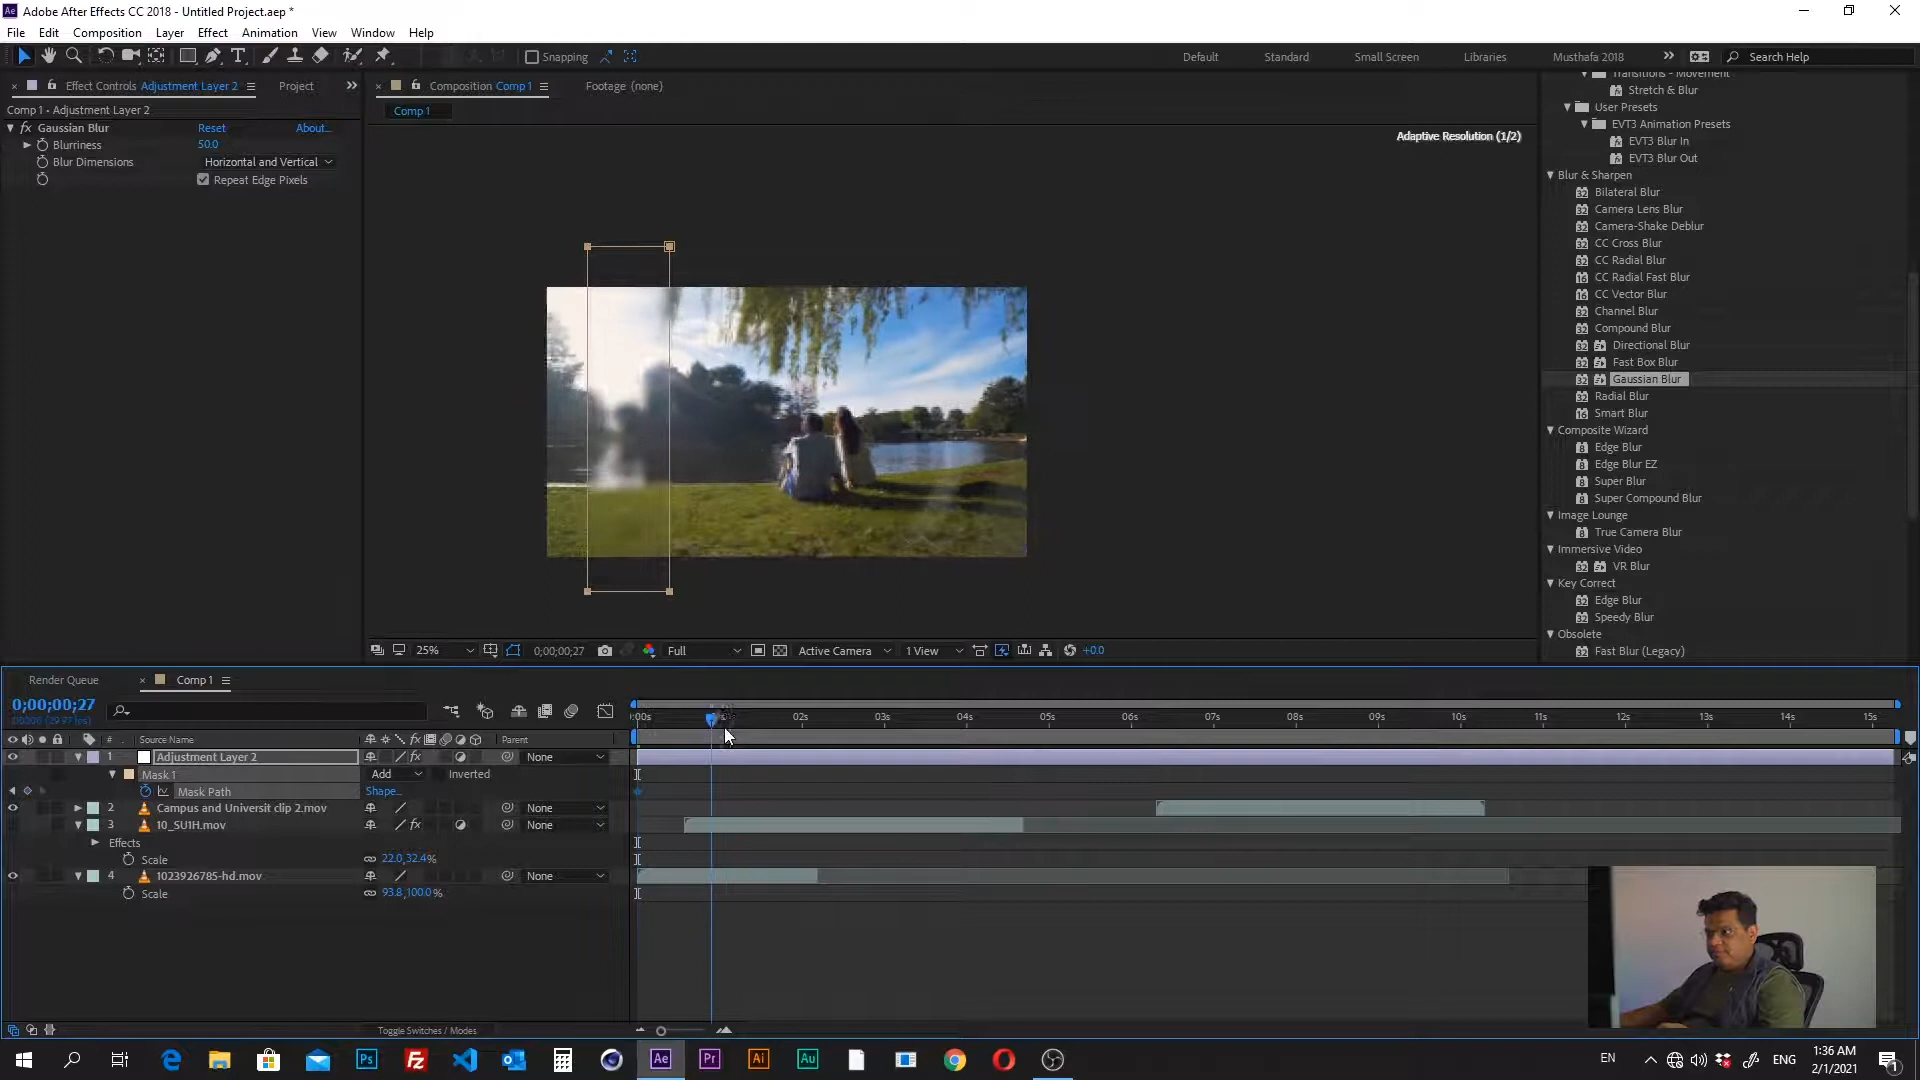 Adobe After Effects CC 2018 - Untitled Project.aep *
File Edit Composition Layer Effect Animation View Window Help
Snapping Default Standard Small Screen Libraries Musthafa 2018 Search Help
Effect Controls Adjustment Layer 2 Project
Composition Comp 1 Footage (none)
Comp 1 - Adjustment Layer 2
Comp 1
fx Gaussian Blur Reset About...
Blurriness 50.0
Blur Dimensions Horizontal and Vertical
Repeat Edge Pixels
Adaptive Resolution (1/2)
Transitions - Movement
Stretch & Blur
User Presets
EVT3 Animation Presets
EVT3 Blur In
EVT3 Blur Out
Blur & Sharpen
Bilateral Blur
Camera Lens Blur
Camera-Shake Deblur
CC Cross Blur
CC Radial Blur
CC Radial Fast Blur
CC Vector Blur
Channel Blur
Compound Blur
Directional Blur
Fast Box Blur
Gaussian Blur
Radial Blur
Smart Blur
Composite Wizard
Edge Blur
Edge Blur EZ
Super Blur
Super Compound Blur
Image Lounge
True Camera Blur
Immersive Video
VR Blur
Key Correct
Edge Blur
Speedy Blur
Obsolete
Fast Blur (Legacy)
25% 0;00;00;27 Full Active Camera 1 View +0.0
Render Queue Comp 1
0;00;00;27
:00s 02s 03s 04s 05s 06s 07s 08s 09s 10s 11s 12s 13s 14s 15s
# Source Name Parent
1 Adjustment Layer 2 fx None
Mask 1 Add Inverted
Mask Path Shape...
2 Campus and Universit clip 2.mov None
3 10_SU1H.mov fx None
Effects
Scale 22.0,32.4%
4 1023926785-hd.mov None
Scale 93.8,100.0%
Toggle Switches / Modes
Ps Fz Ae Pr Ai Au
EN ENG
1:36 AM
2/1/2021